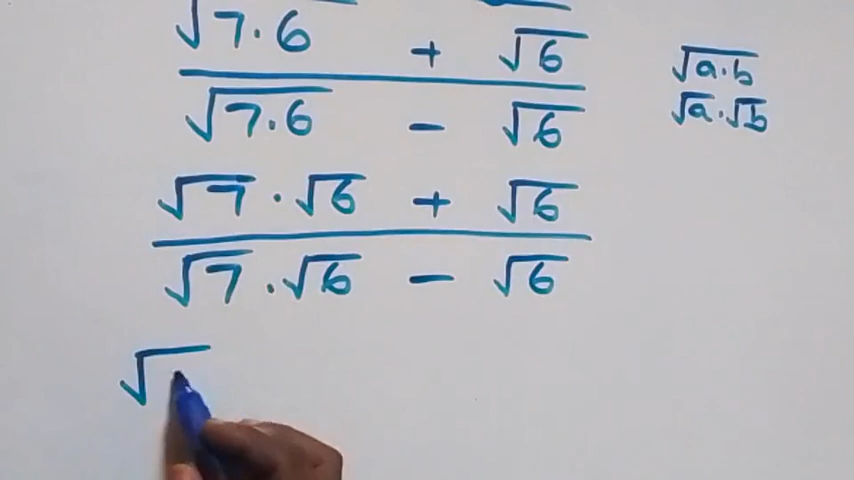 √7·6 + √6
√7·6 - √6
√7 · √6 + √6
√7 · √6 - √6
√
√a·b
√a·√b